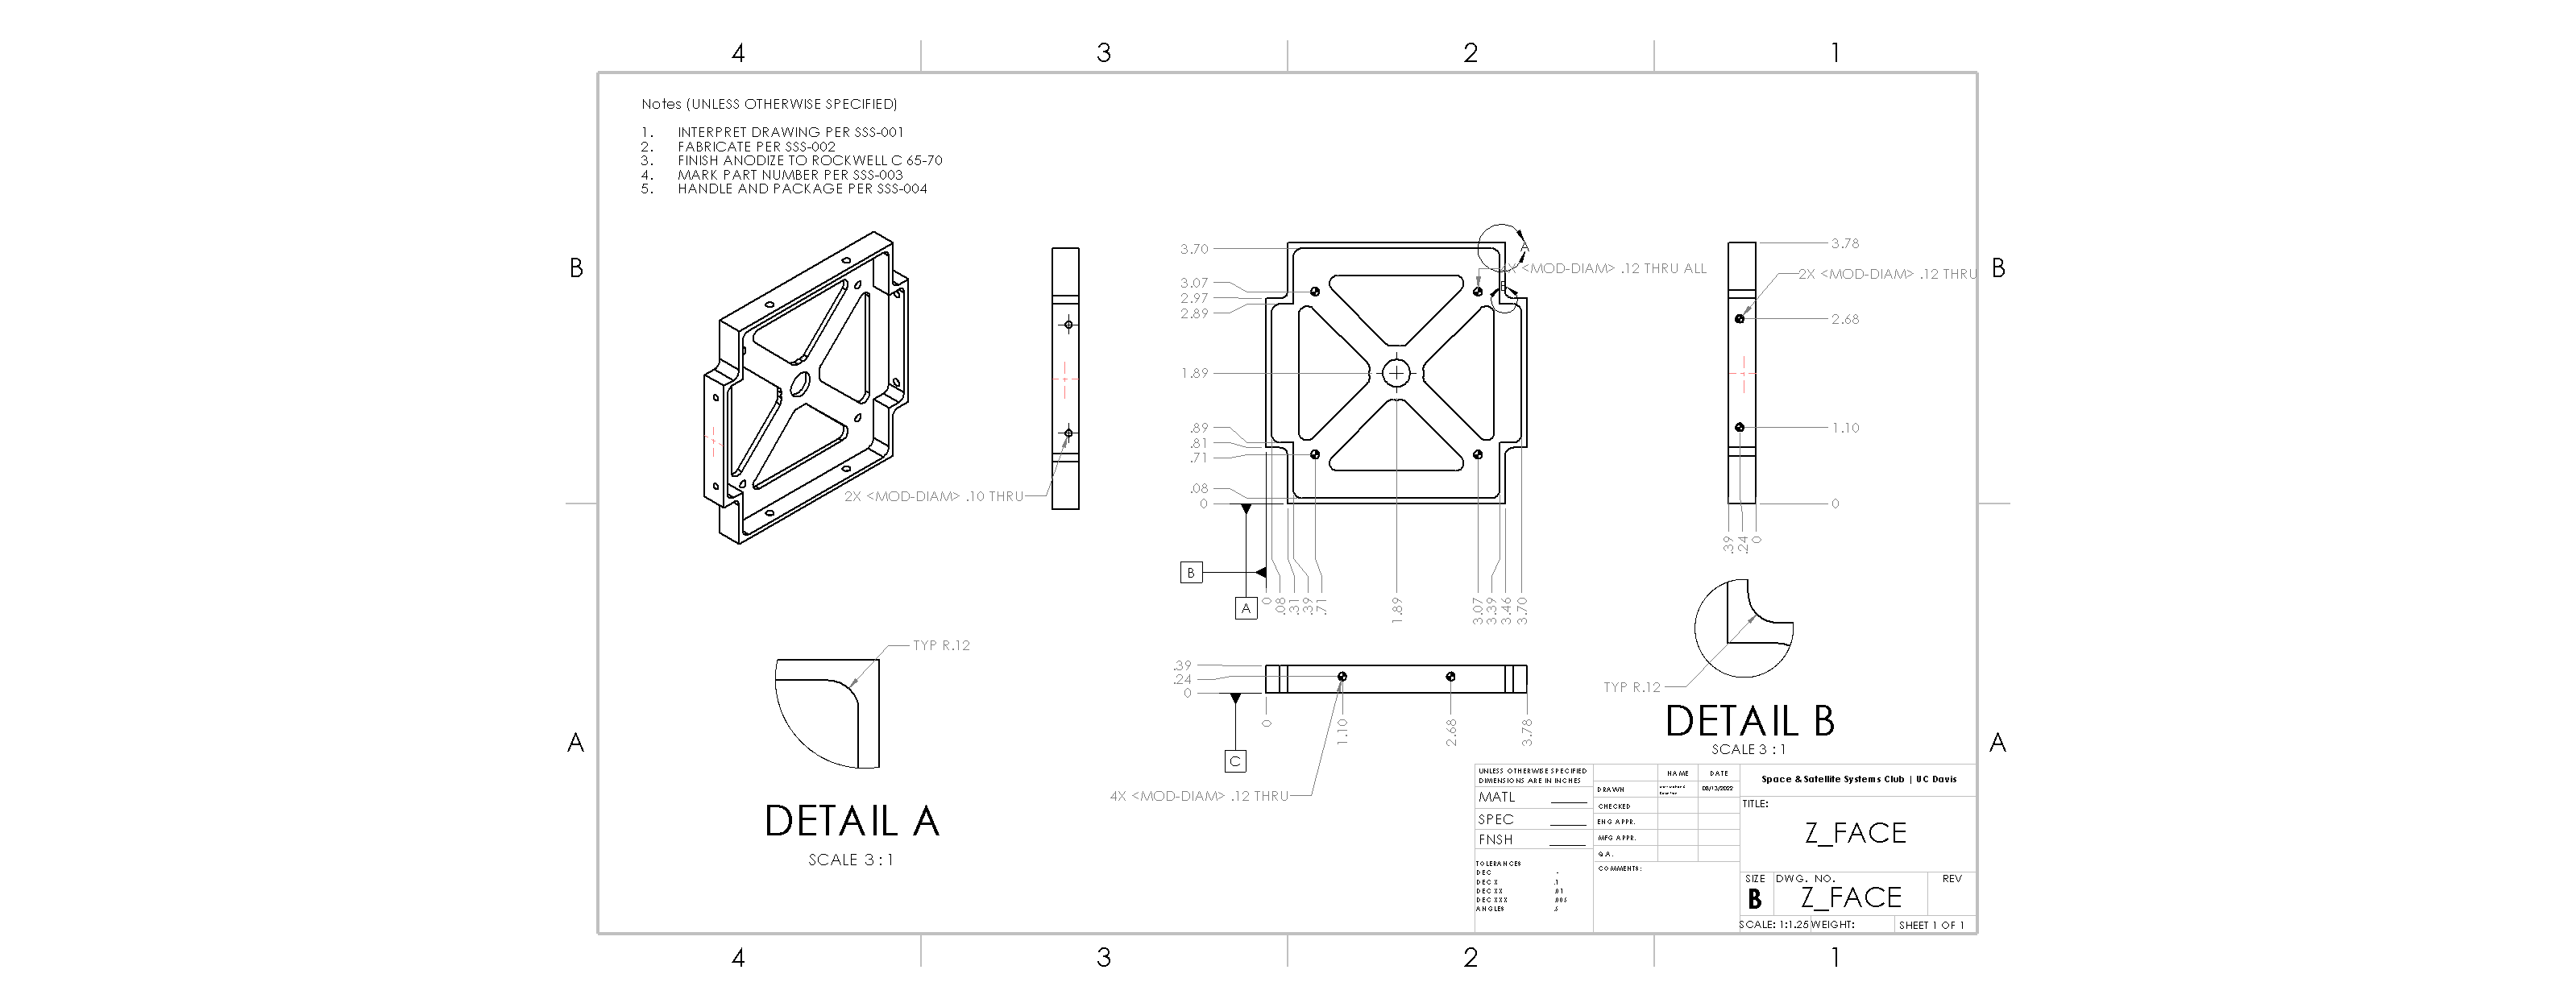 4 3 2 1
Notes (UNLESS OTHERWISE SPECIFIED)
1. INTERPRET DRAWING PER SSS-001
2. FABRICATE PER SSS-002
3. FINISH ANODIZE TO ROCKWELL C 65-70
4. MARK PART NUMBER PER SSS-003
5. HANDLE AND PACKAGE PER SSS-004
B
B
2X <MOD-DIAM> .10 THRU
3.70
3.07
2.97
2.89
1.89
.89
.81
.71
.08
0
A
<MOD-DIAM> .12 THRU ALL
B
B
A
0 .08 .31 .39 .71 1.89 3.07 3.39 3.46 3.70
3.78
2X <MOD-DIAM> .12 THRU
2.68
1.10
0
.39 .24 0
TYP R.12
DETAIL A
SCALE 3 : 1
.39
.24
0
C
0 1.10 2.68 3.78
4X <MOD-DIAM> .12 THRU
TYP R.12
DETAIL B
SCALE 3 : 1
A
A
UNLESS OTHERWISE SPECIFIED
DIMENSIONS ARE IN INCHES
MATL
SPEC
FNSH
TOLERANCES
DEC -
DEC X .1
DEC XX .01
DEC XXX .005
ANGLES
NAME DATE
DRAWN 08/13/2022
CHECKED
ENG APPR.
MFG APPR.
Q.A.
COMMENTS:
Space & Satellite Systems Club | UC Davis
TITLE:
Z_FACE
SIZE DWG. NO. REV
B Z_FACE
SCALE: 1:1.25 WEIGHT: SHEET 1 OF 1
4 3 2 1